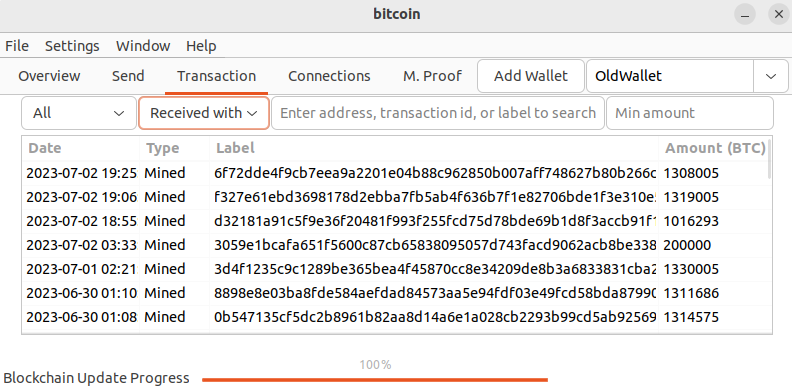 bitcoin
File Settings Window Help
Overview Send Transaction Connections M. Proof Add Wallet OldWallet
All Received with Enter address, transaction id, or label to search Min amount
Date Type Label Amount (BTC)
2023-07-02 19:25 Mined 6f72dde4f9cb7eea9a2201e04b88c962850b007aff748627b80b266c 1308005
2023-07-02 19:06 Mined f327e61ebd3698178d2ebba7fb5ab4f636b7f1e82706bde1f3e310e5 1319005
2023-07-02 18:55 Mined d32181a91c5f9e36f20481f993f255fcd75d78bde69b1d8f3accb91f1 1016293
2023-07-02 03:33 Mined 3059e1bcafa651f5600c87cb65838095057d743facd9062acb8be338 200000
2023-07-01 02:21 Mined 3d4f1235c9c1289be365bea4f45870cc8e34209de8b3a6833831cba2 1330005
2023-06-30 01:10 Mined 8898e8e03ba8fde584aefdad84573aa5e94fdf03e49fcd58bda87990 1311686
2023-06-30 01:08 Mined 0b547135cf5dc2b8961b82aa8d14a6e1a028cb2293b99cd5ab92569 1314575
100%
Blockchain Update Progress